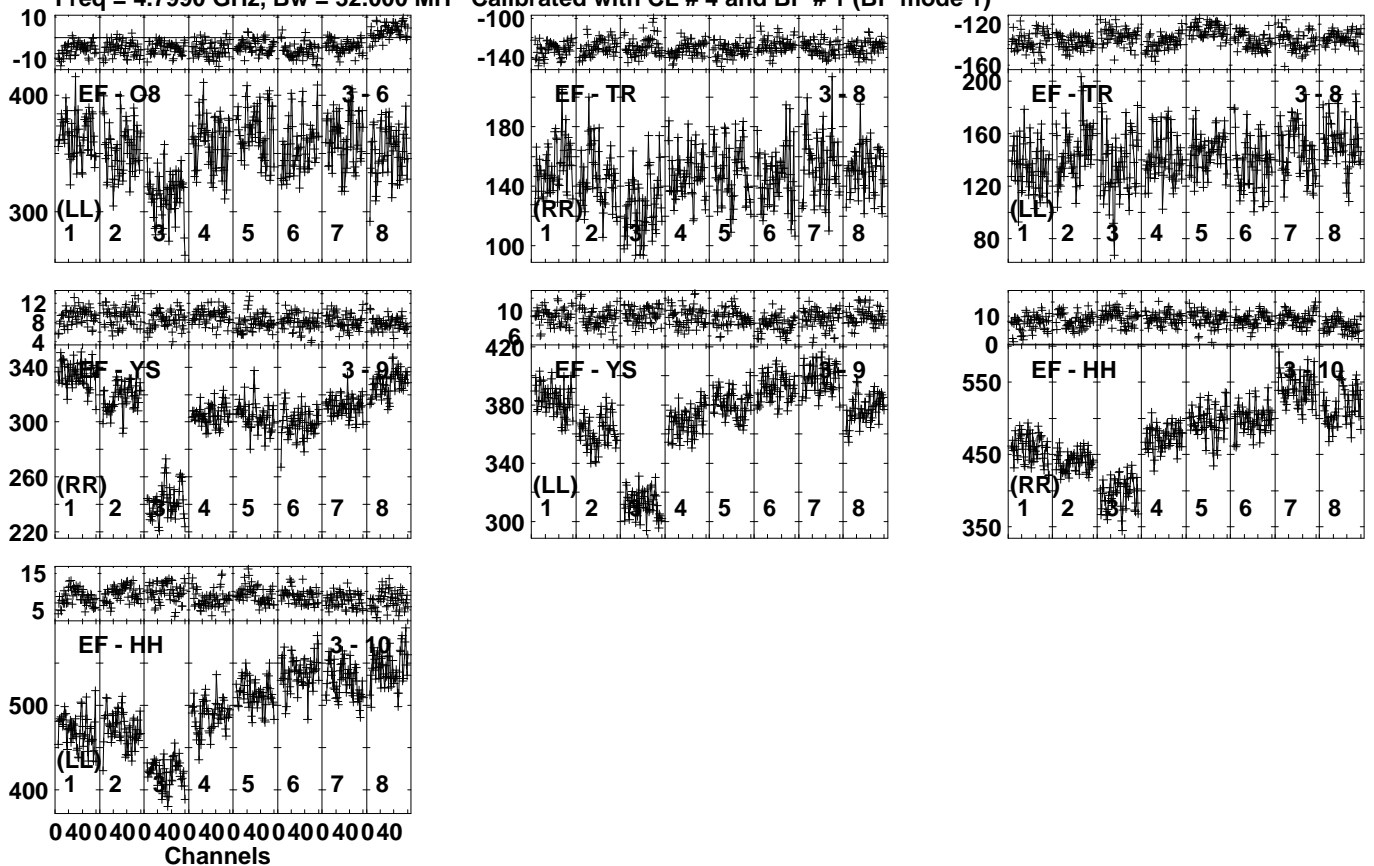 Freq = 4.7990 GHz, Bw = 32.000 MH Calibrated with CL # 4 and BP # 1 (BP mode 1)
10
-10
400
300
EF - O8
3 - 6
(LL)
1 2 3 4 5 6 7 8
-100
-140
180
140
100
EF - TR
3 - 8
(RR)
1 2 3 4 5 6 7 8
-120
-160
200
160
120
80
EF - TR
3 - 8
(LL)
1 2 3 4 5 6 7 8
12
8
4
340
300
260
220
EF - YS
3 - 9
(RR)
1 2 3 4 5 6 7 8
10
6
420
380
340
300
EF - YS
3 - 9
(LL)
1 2 3 4 5 6 7 8
10
0
550
450
350
EF - HH
3 - 10
(RR)
1 2 3 4 5 6 7 8
15
5
500
400
EF - HH
3 - 10
(LL)
1 2 3 4 5 6 7 8
0 40 0 40 0 40 0 40 0 40 0 40 0 40 0 40
Channels